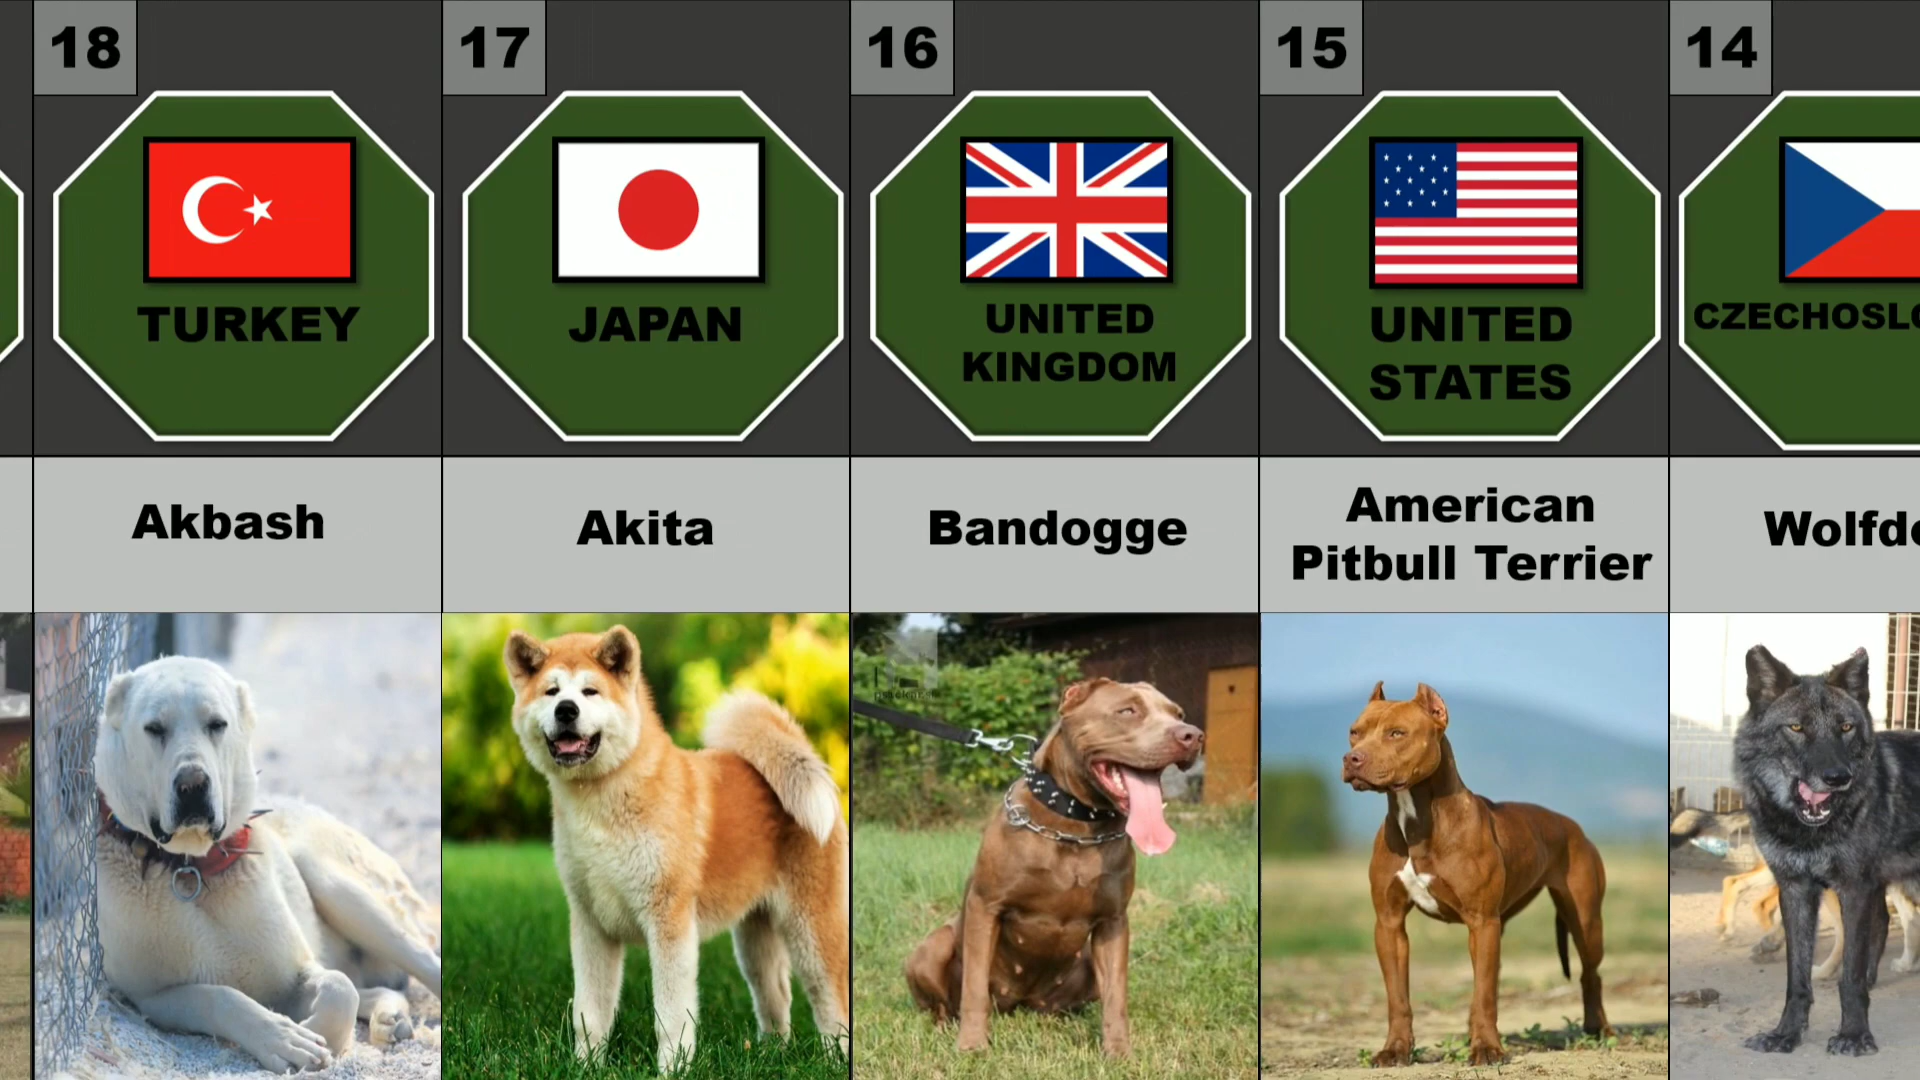 18
TURKEY
Akbash
17
JAPAN
Akita
16
UNITED
KINGDOM
Bandogge
15
UNITED
STATES
American
Pitbull Terrier
14